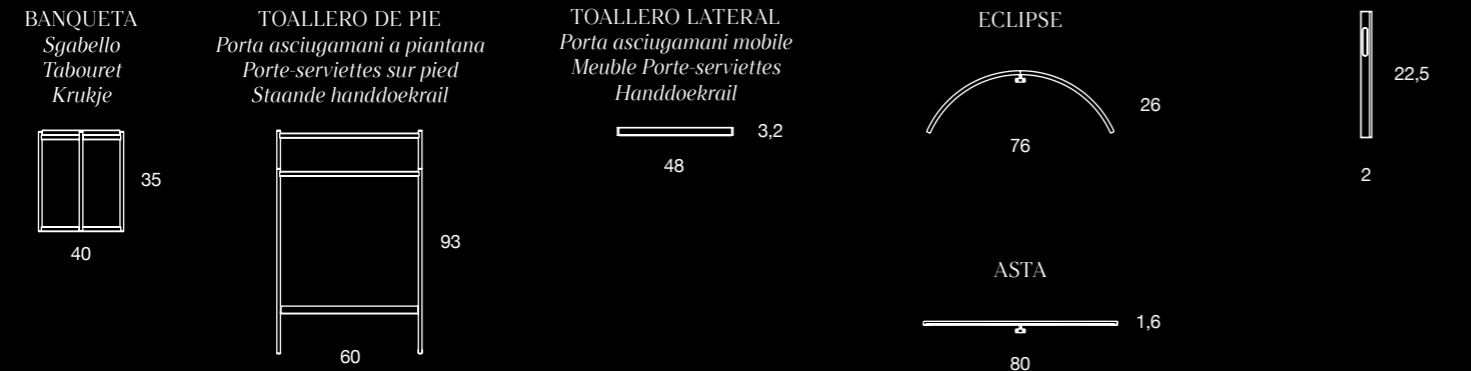 BANQUETA
Sgabello
Tabouret
Krukje
35
40
TOALLERO DE PIE
Porta asciugamani a piantana
Porte-serviettes sur pied
Staande handdoekrail
93
60
TOALLERO LATERAL
Porta asciugamani mobile
Meuble Porte-serviettes
Handdoekrail
3,2
48
ECLIPSE
26
76
ASTA
1,6
80
22,5
2